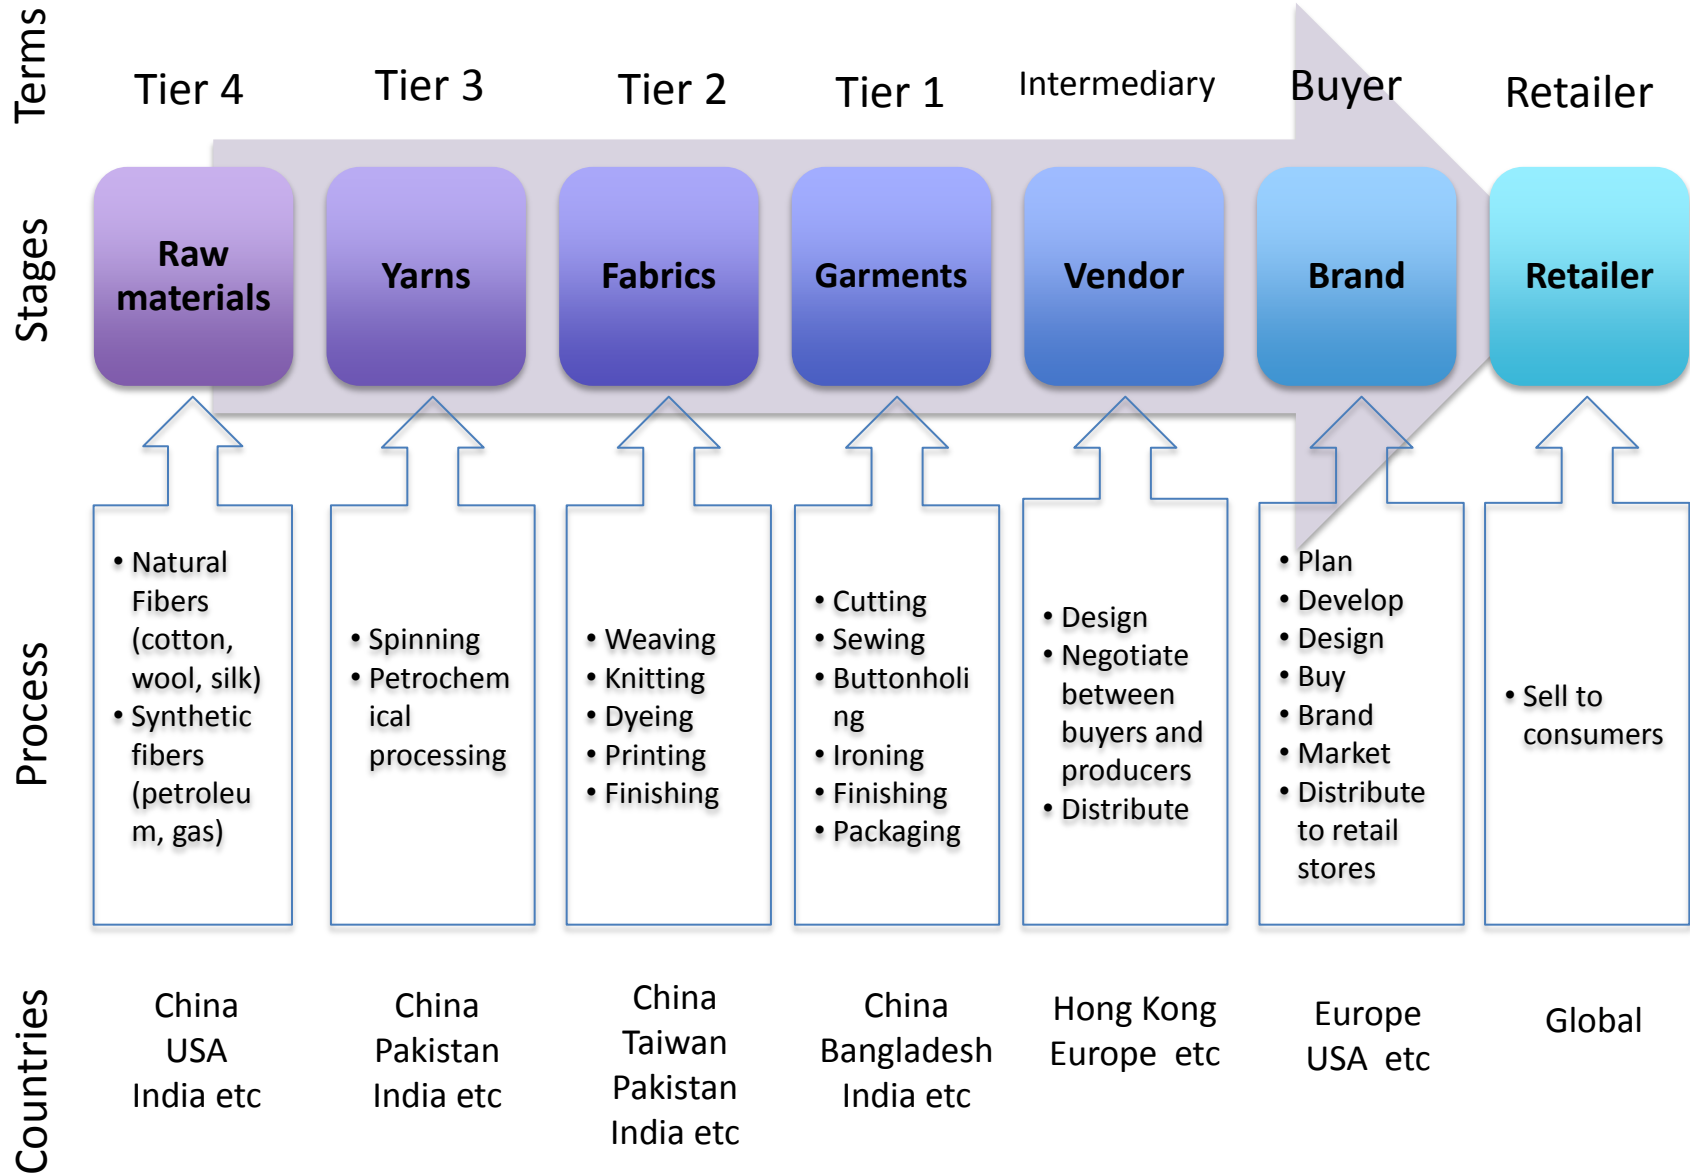 Terms
Tier 4
Tier 3
Tier 2
Tier 1
Intermediary
Buyer
Retailer
Stages
Raw
materials
Yarns
Fabrics
Garments
Vendor
Brand
Retailer
Process
• Natural
Fibers
(cotton,
wool, silk)
• Synthetic
fibers
(petroleu
m, gas)
• Spinning
• Petrochem
ical
processing
• Weaving
• Knitting
• Dyeing
• Printing
• Finishing
• Cutting
• Sewing
• Buttonholi
ng
• Ironing
• Finishing
• Packaging
• Design
• Negotiate
between
buyers and
producers
• Distribute
• Plan
• Develop
• Design
• Buy
• Brand
• Market
• Distribute
to retail
stores
• Sell to
consumers
Countries
China
USA
India etc
China
Pakistan
India etc
China
Taiwan
Pakistan
India etc
China
Bangladesh
India etc
Hong Kong
Europe etc
Europe
USA etc
Global